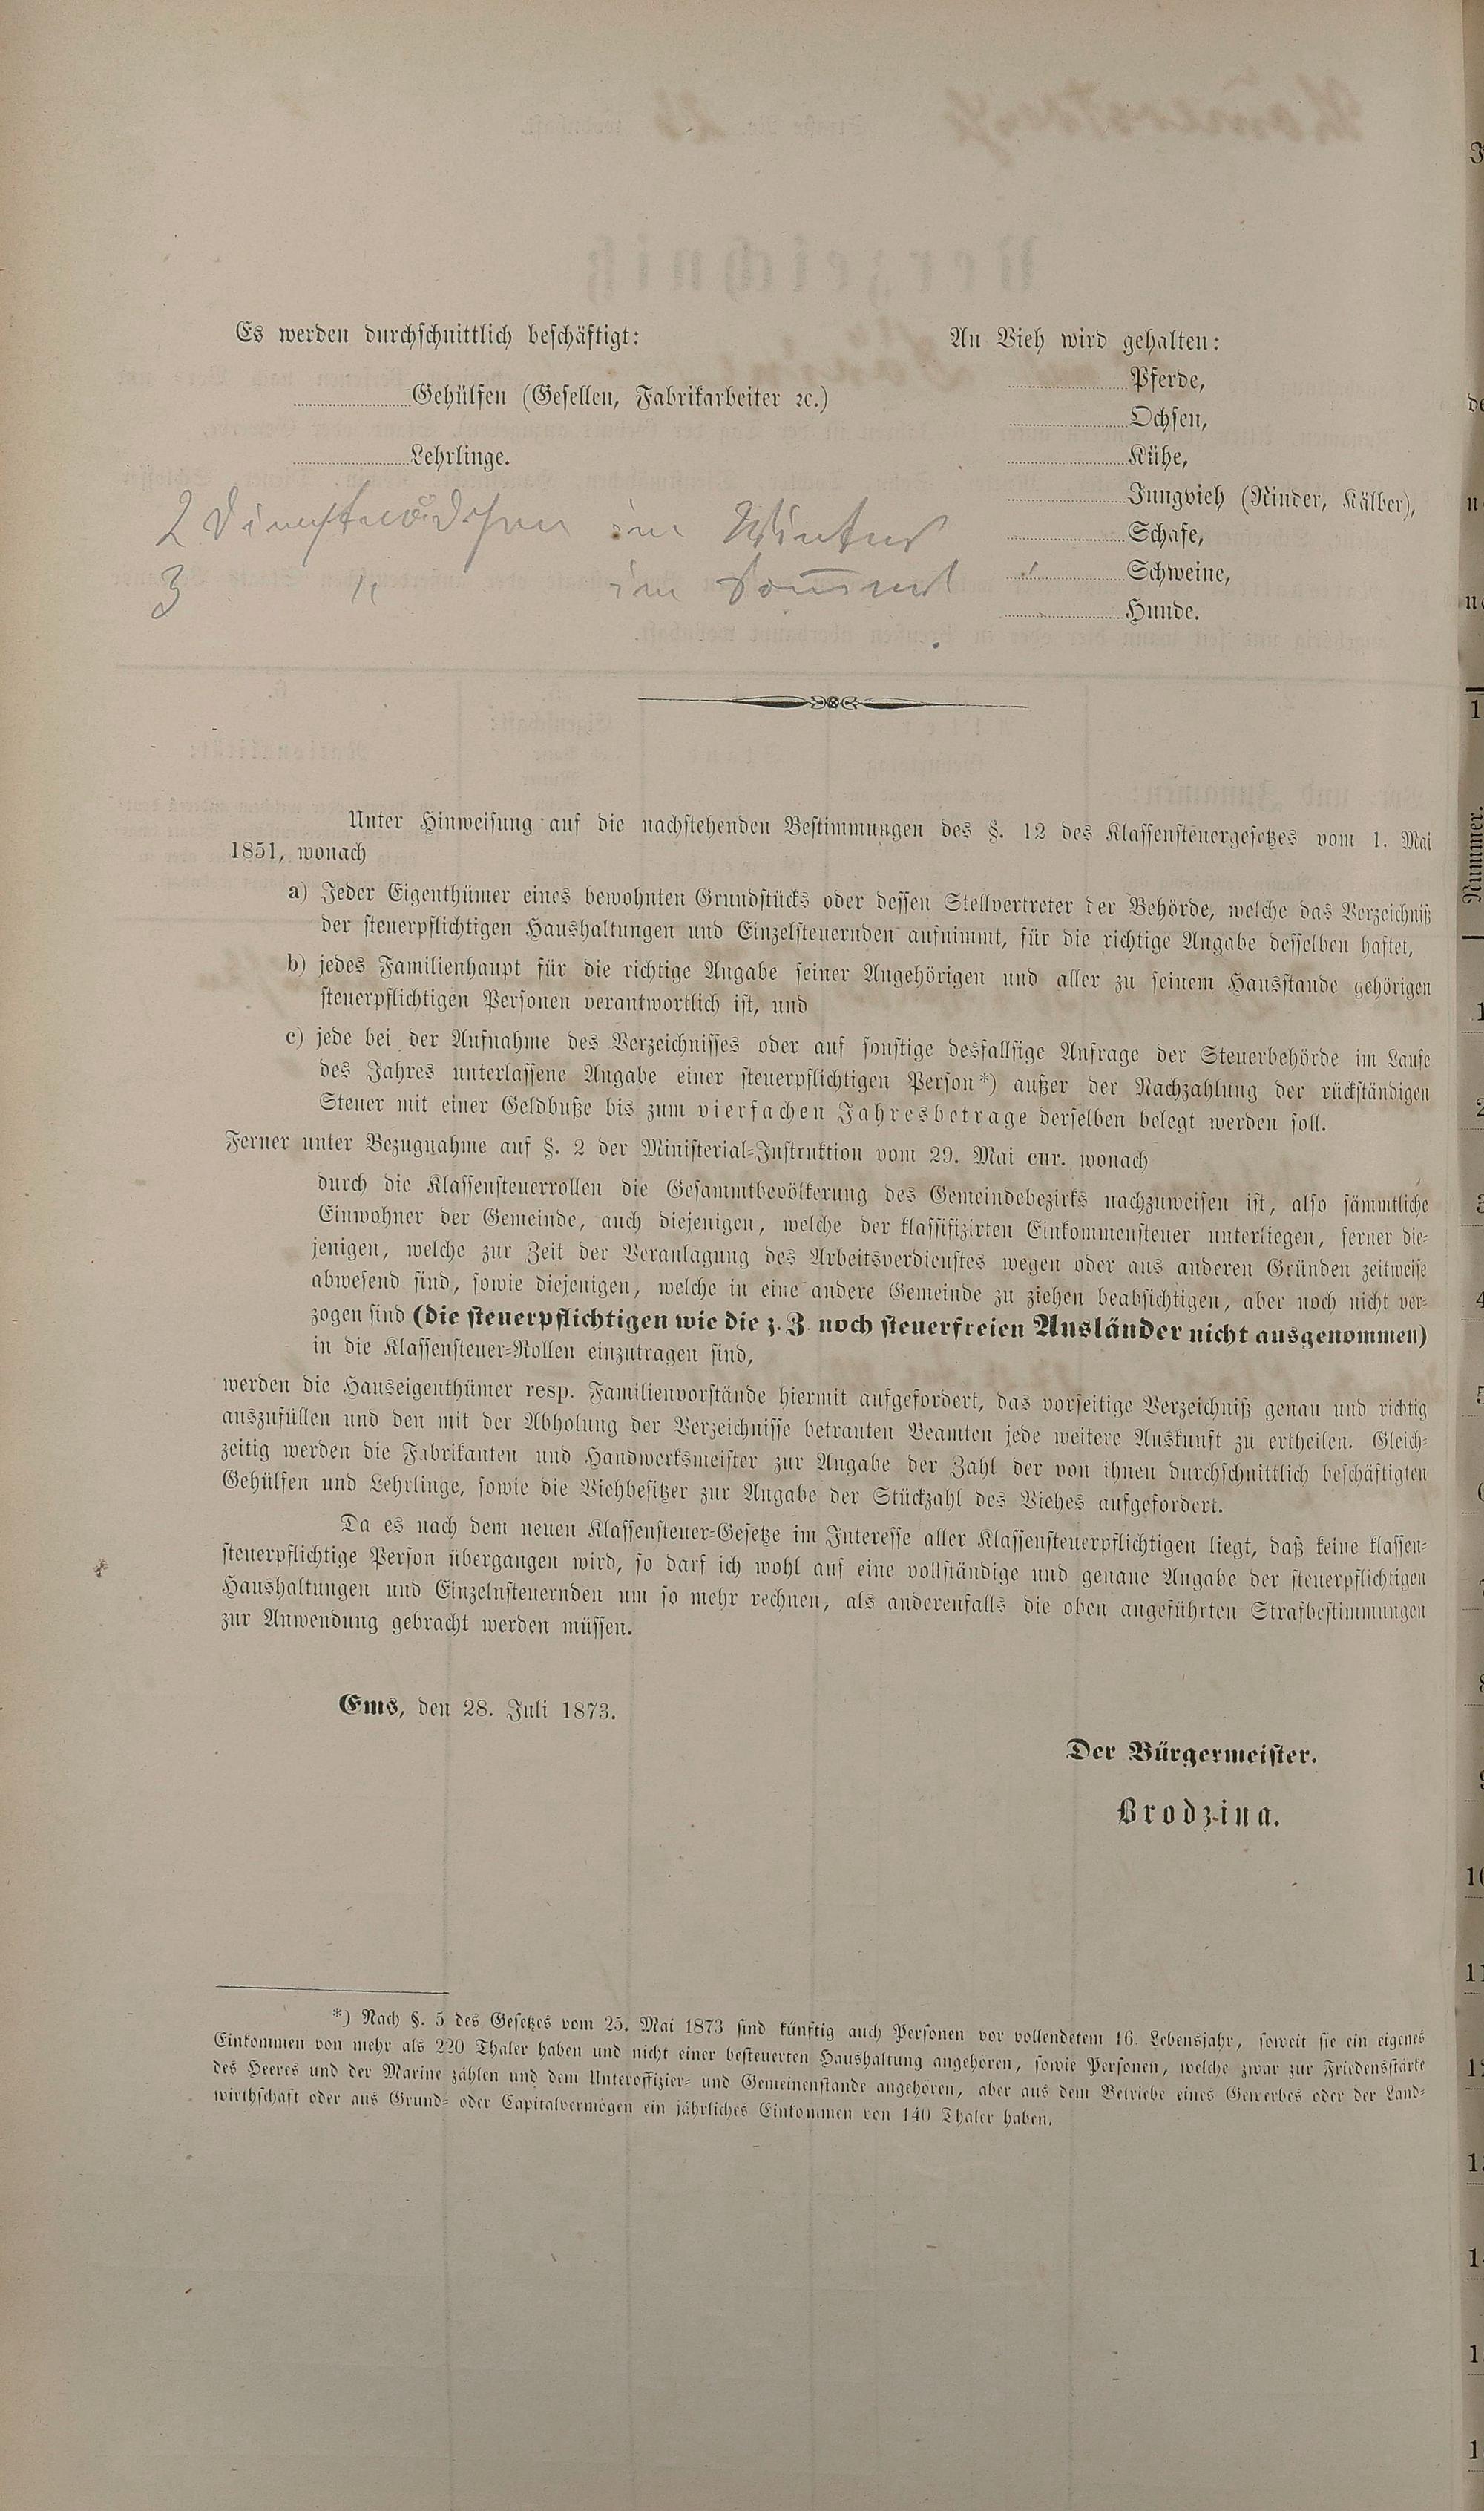 Es werden durchschnittlich beschäftigt:
Gehülfen (Gesellen, Fabrikarbeiter ꝛc.)
Lehrlinge.
2 Dienstmädchen im Winter
3 " im Sommer
An Vieh wird gehalten:
Pferde,
Ochsen,
Kühe,
Jungvieh (Rinder, Kälber),
Schafe,
Schweine,
Hunde.
Unter Hinweisung auf die nachstehenden Bestimmungen des §. 12 des Klassensteuergesetzes vom 1. Mai
1851, wonach
a) Jeder Eigenthümer eines bewohnten Grundstücks oder dessen Stellvertreter der Behörde, welche das Verzeichniß
der steuerpflichtigen Haushaltungen und Einzelsteuernden aufnimmt, für die richtige Angabe desselben haftet,
b) jedes Familienhaupt für die richtige Angabe seiner Angehörigen und aller zu seinem Hausstande gehörigen
steuerpflichtigen Personen verantwortlich ist, und
c) jede bei der Aufnahme des Verzeichnisses oder auf sonstige desfallsige Anfrage der Steuerbehörde im Laufe
des Jahres unterlassene Angabe einer steuerpflichtigen Person*) außer der Nachzahlung der rückständigen
Steuer mit einer Geldbuße bis zum vierfachen Jahresbetrage derselben belegt werden soll.
Ferner unter Bezugnahme auf §. 2 der Ministerial-Instruktion vom 29. Mai cur. wonach
durch die Klassensteuerrollen die Gesammtbevölkerung des Gemeindebezirks nachzuweisen ist, also sämmtliche
Einwohner der Gemeinde, auch diejenigen, welche der klassifizirten Einkommensteuer unterliegen, ferner die-
jenigen, welche zur Zeit der Veranlagung des Arbeitsverdienstes wegen oder aus anderen Gründen zeitweise
abwesend sind, sowie diejenigen, welche in eine andere Gemeinde zu ziehen beabsichtigen, aber noch nicht ver-
zogen sind (die steuerpflichtigen wie die z. Z. noch steuerfreien Ausländer nicht ausgenommen)
in die Klassensteuer-Rollen einzutragen sind,
werden die Hauseigenthümer resp. Familienvorstände hiermit aufgefordert, das vorseitige Verzeichniß genau und richtig
auszufüllen und den mit der Abholung der Verzeichnisse betrauten Beamten jede weitere Auskunft zu ertheilen. Gleich-
zeitig werden die Fabrikanten und Handwerksmeister zur Angabe der Zahl der von ihnen durchschnittlich beschäftigten
Gehülfen und Lehrlinge, sowie die Viehbesitzer zur Angabe der Stückzahl des Viehes aufgefordert.
Da es nach dem neuen Klassensteuer-Gesetze im Interesse aller Klassensteuerpflichtigen liegt, daß keine klassen-
steuerpflichtige Person übergangen wird, so darf ich wohl auf eine vollständige und genaue Angabe der steuerpflichtigen
Haushaltungen und Einzelnsteuernden um so mehr rechnen, als anderenfalls die oben angeführten Strafbestimmungen
zur Anwendung gebracht werden müssen.
Ems, den 28. Juli 1873.
Der Bürgermeister.
Brodzina.
*) Nach §. 5 des Gesetzes vom 25. Mai 1873 sind künftig auch Personen vor vollendetem 16. Lebensjahr, soweit sie ein eigenes
Einkommen von mehr als 220 Thaler haben und nicht einer besteuerten Haushaltung angehören, sowie Personen, welche zwar zur Friedensstärke
des Heeres und der Marine zählen und dem Unteroffizier- und Gemeinenstande angehören, aber aus dem Betriebe eines Gewerbes oder der Land-
wirthschaft oder aus Grund- oder Capitalvermögen ein jährliches Einkommen von 140 Thaler haben.
Nummer.